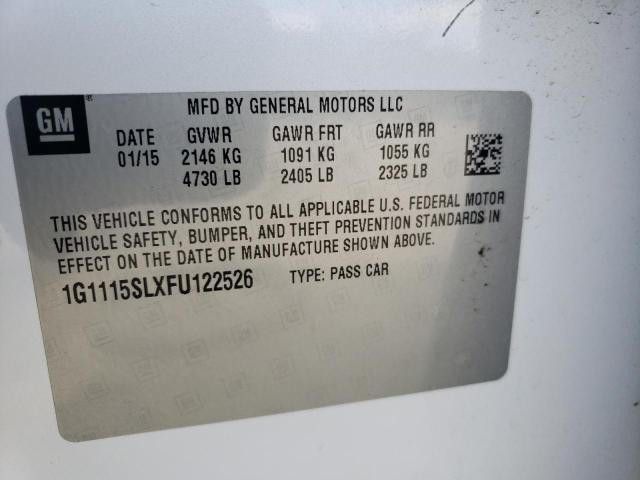 GM ® MFD BY GENERAL MOTORS LLC
DATE GVWR GAWR FRT GAWR RR
01/15 2146 KG 1091 KG 1055 KG
4730 LB 2405 LB 2325 LB
THIS VEHICLE CONFORMS TO ALL APPLICABLE U.S. FEDERAL MOTOR
VEHICLE SAFETY, BUMPER, AND THEFT PREVENTION STANDARDS IN
EFFECT ON THE DATE OF MANUFACTURE SHOWN ABOVE.
1G1115SLXFU122526 TYPE: PASS CAR